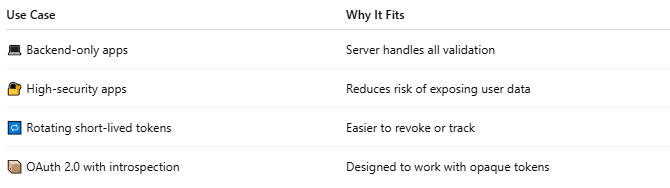 Use Case Why It Fits
💻 Backend-only apps Server handles all validation
🔐 High-security apps Reduces risk of exposing user data
🔁 Rotating short-lived tokens Easier to revoke or track
📦 OAuth 2.0 with introspection Designed to work with opaque tokens